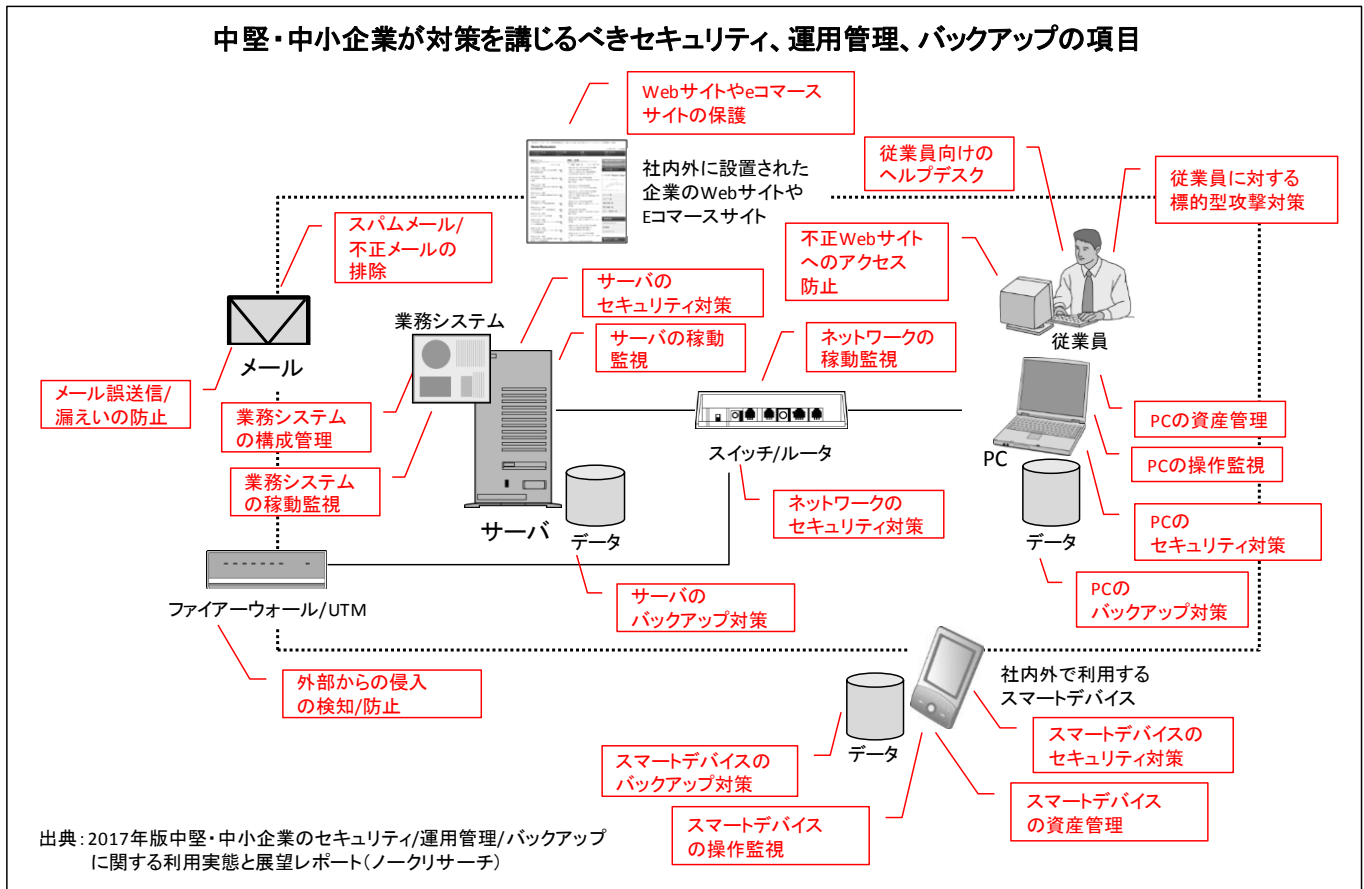 中堅・中小企業が対策を講じるべきセキュリティ、運用管理、バックアップの項目
Webサイトやeコマース
サイトの保護
社内外に設置された
企業のWebサイトや
Eコマースサイト
従業員向けの
ヘルプデスク
従業員に対する
標的型攻撃対策
スパムメール/
不正メールの
排除
不正Webサイト
へのアクセス
防止
メール
メール誤送信/
漏えいの防止
業務システム
サーバの
セキュリティ対策
サーバの稼動
監視
ネットワークの
稼動監視
従業員
業務システム
の構成管理
業務システム
の稼動監視
サーバ
データ
スイッチ/ルータ
ネットワークの
セキュリティ対策
PC
PCの資産管理
PCの操作監視
PCの
セキュリティ対策
データ
PCの
バックアップ対策
ファイアーウォール/UTM
サーバの
バックアップ対策
外部からの侵入
の検知/防止
社内外で利用する
スマートデバイス
データ
スマートデバイスの
セキュリティ対策
スマートデバイスの
バックアップ対策
スマートデバイス
の資産管理
スマートデバイス
の操作監視
出典:2017年版中堅・中小企業のセキュリティ/運用管理/バックアップ
に関する利用実態と展望レポート(ノークリサーチ)